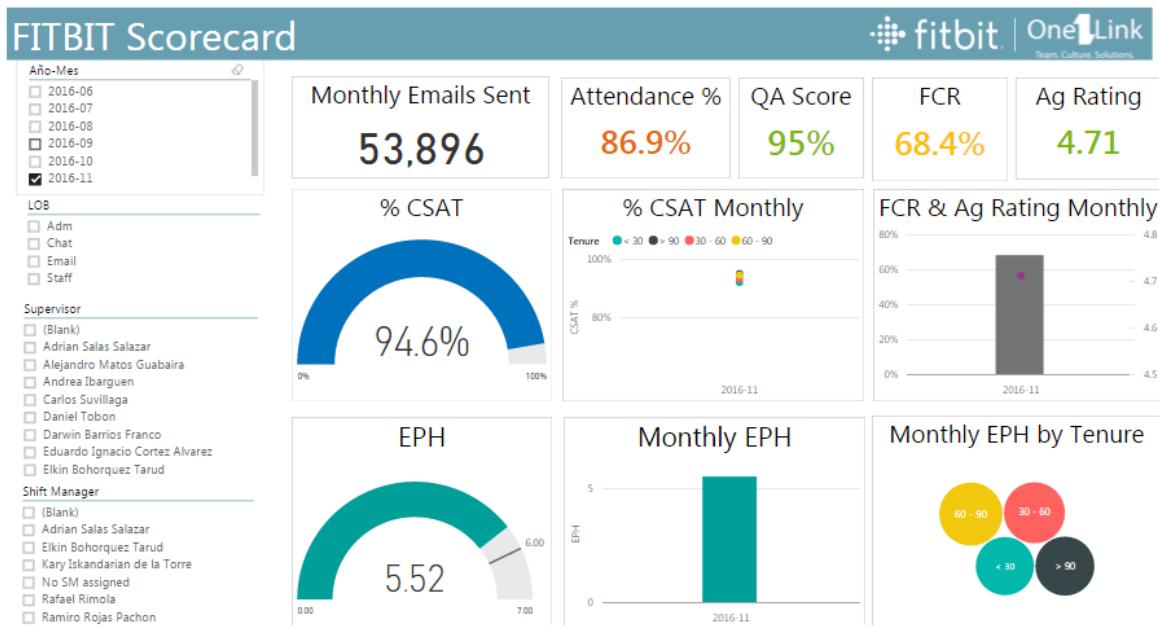 FITBIT Scorecard
fitbit.
One1Link
Team. Culture. Solutions.
Año-Mes
2016-06
2016-07
2016-08
2016-09
2016-10
2016-11
LOB
Adm
Chat
Email
Staff
Supervisor
(Blank)
Adrian Salas Salazar
Alejandro Matos Guabaira
Andrea Ibarguen
Carlos Suvillaga
Daniel Tobon
Darwin Barrios Franco
Eduardo Ignacio Cortez Alvarez
Elkin Bohorquez Tarud
Shift Manager
(Blank)
Adrian Salas Salazar
Elkin Bohorquez Tarud
Kary Iskandarian de la Torre
No SM assigned
Rafael Rimola
Ramiro Rojas Pachon
Monthly Emails Sent
53,896
Attendance %
86.9%
QA Score
95%
FCR
68.4%
Ag Rating
4.71
% CSAT
94.6%
0%
100%
% CSAT Monthly
Tenure < 30 > 90 30 - 60 60 - 90
100%
80%
CSAT %
2016-11
FCR & Ag Rating Monthly
80%
4.8
60%
4.7
40%
4.6
20%
0%
4.5
2016-11
EPH
6.00
5.52
0.00
7.00
Monthly EPH
5
EPH
0
2016-11
Monthly EPH by Tenure
60 - 90
30 - 60
< 30
> 90